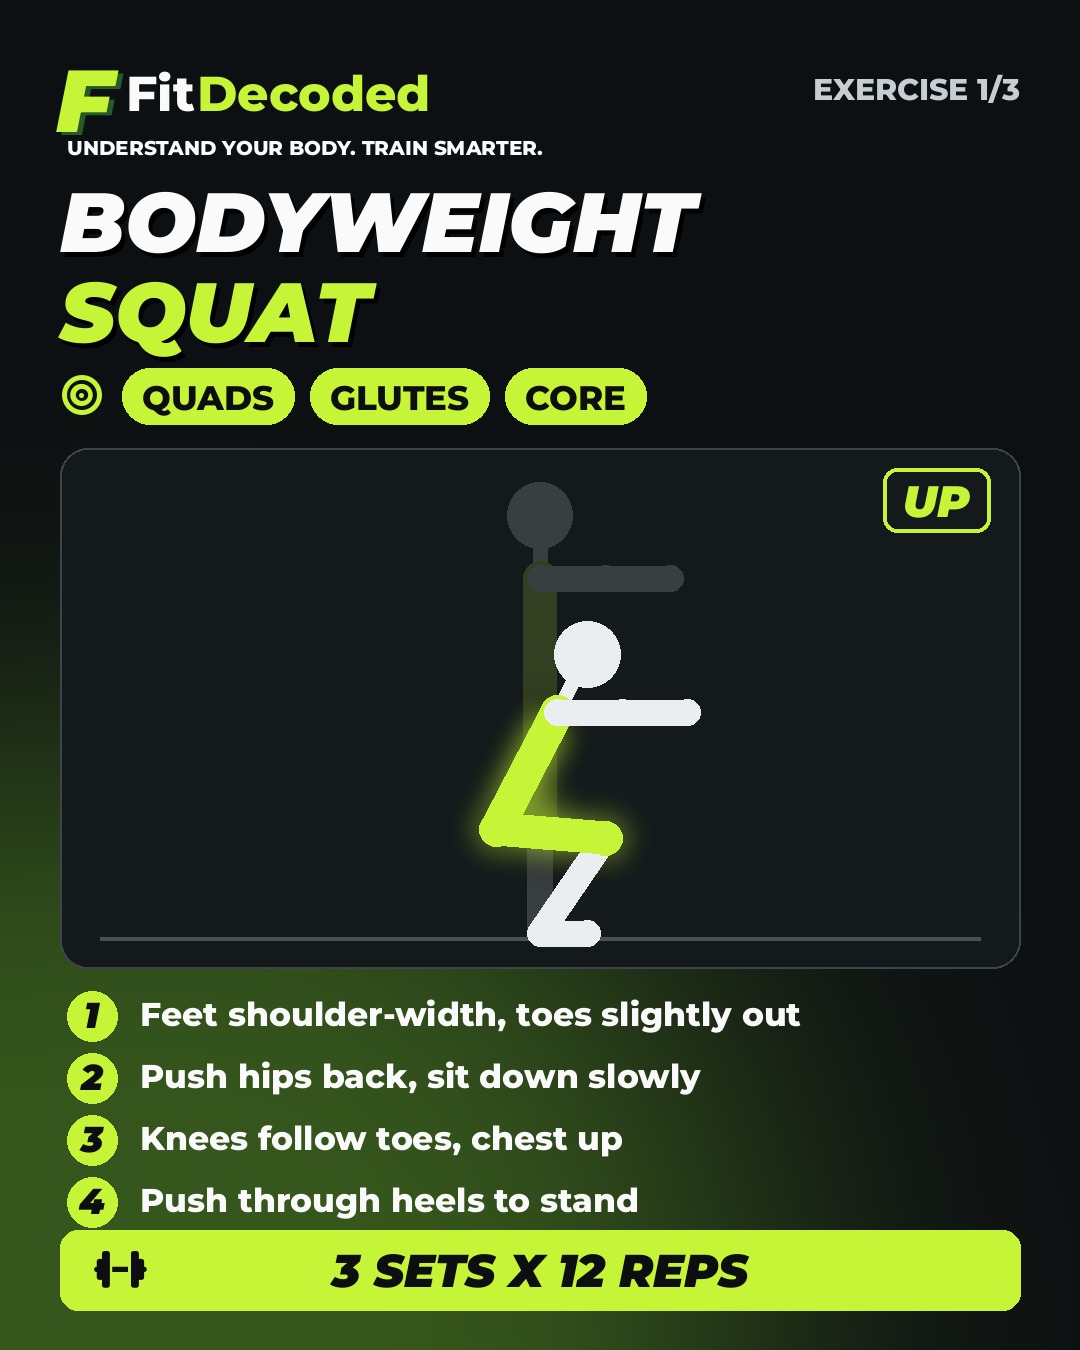 FitDecoded
EXERCISE 1/3
UNDERSTAND YOUR BODY. TRAIN SMARTER.
BODYWEIGHT
SQUAT
QUADS GLUTES CORE
UP
1 Feet shoulder-width, toes slightly out
2 Push hips back, sit down slowly
3 Knees follow toes, chest up
4 Push through heels to stand
3 SETS X 12 REPS